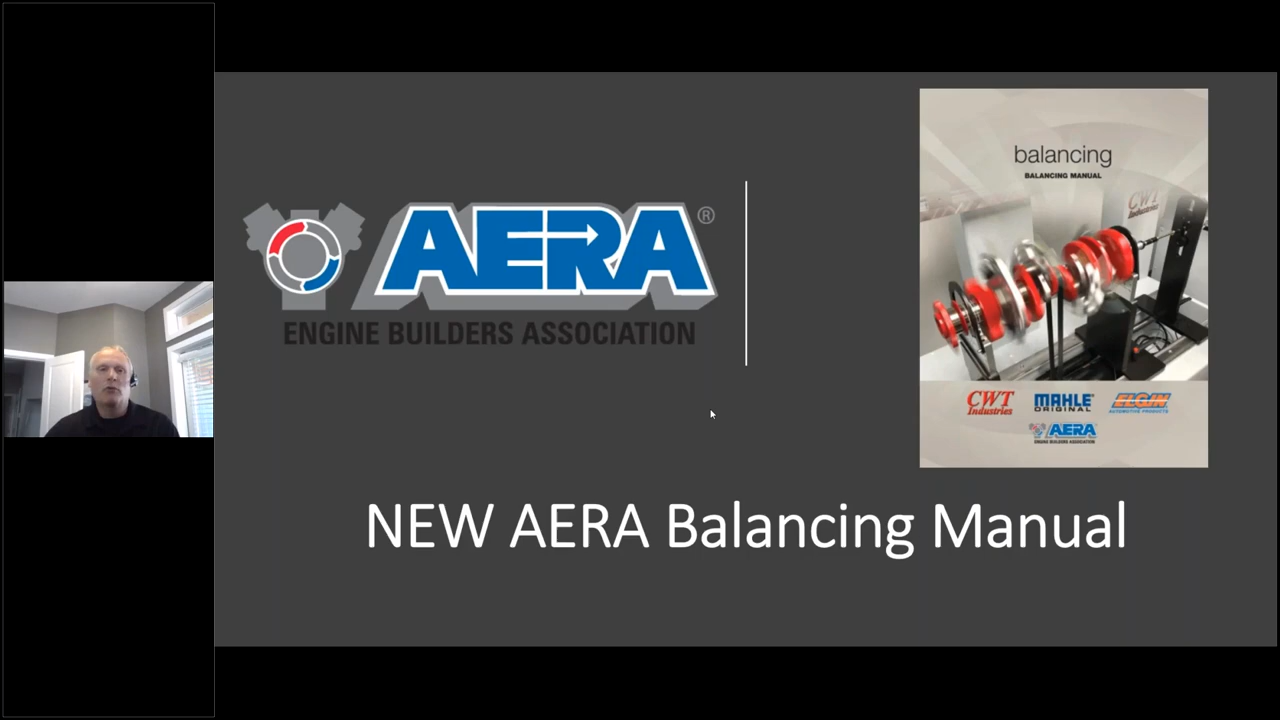 AERA®
ENGINE BUILDERS ASSOCIATION
balancing
BALANCING MANUAL
CWT
Industries
CWT
Industries
MAHLE
ORIGINAL
ELGIN
AUTOMOTIVE PRODUCTS
AERA
ENGINE BUILDERS ASSOCIATION
NEW AERA Balancing Manual